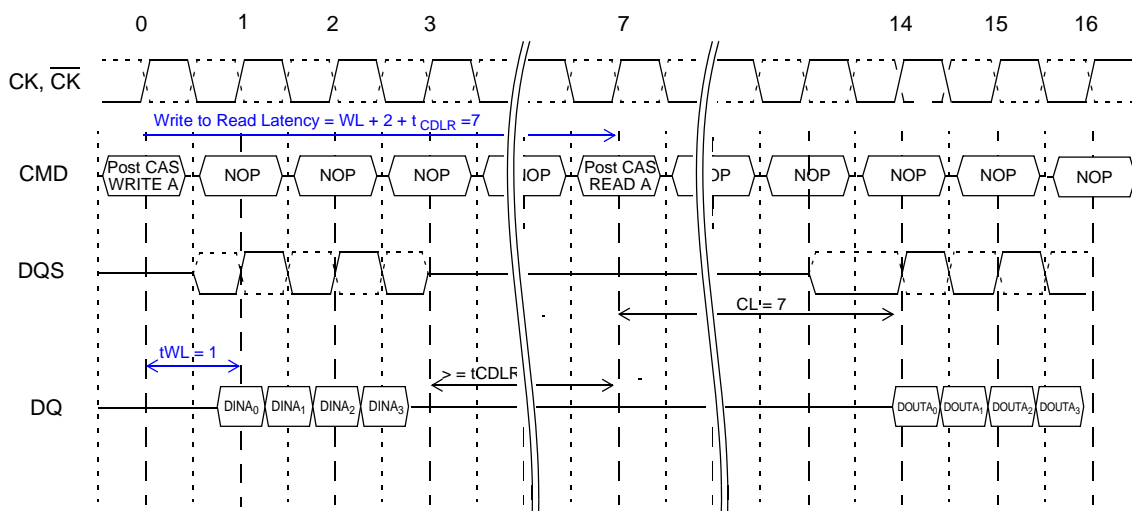 0 1 2 3 7 14 15 16
CK, CK
Write to Read Latency = WL + 2 + t CDLR =7
CMD
Post CAS
WRITE A
NOP
NOP
NOP
NOP
Post CAS
READ A
NOP
NOP
NOP
NOP
NOP
DQS
CL = 7
tWL = 1
> = tCDLR
DQ
DINA0 DINA1 DINA2 DINA3
DOUTA0 DOUTA1 DOUTA2 DOUTA3